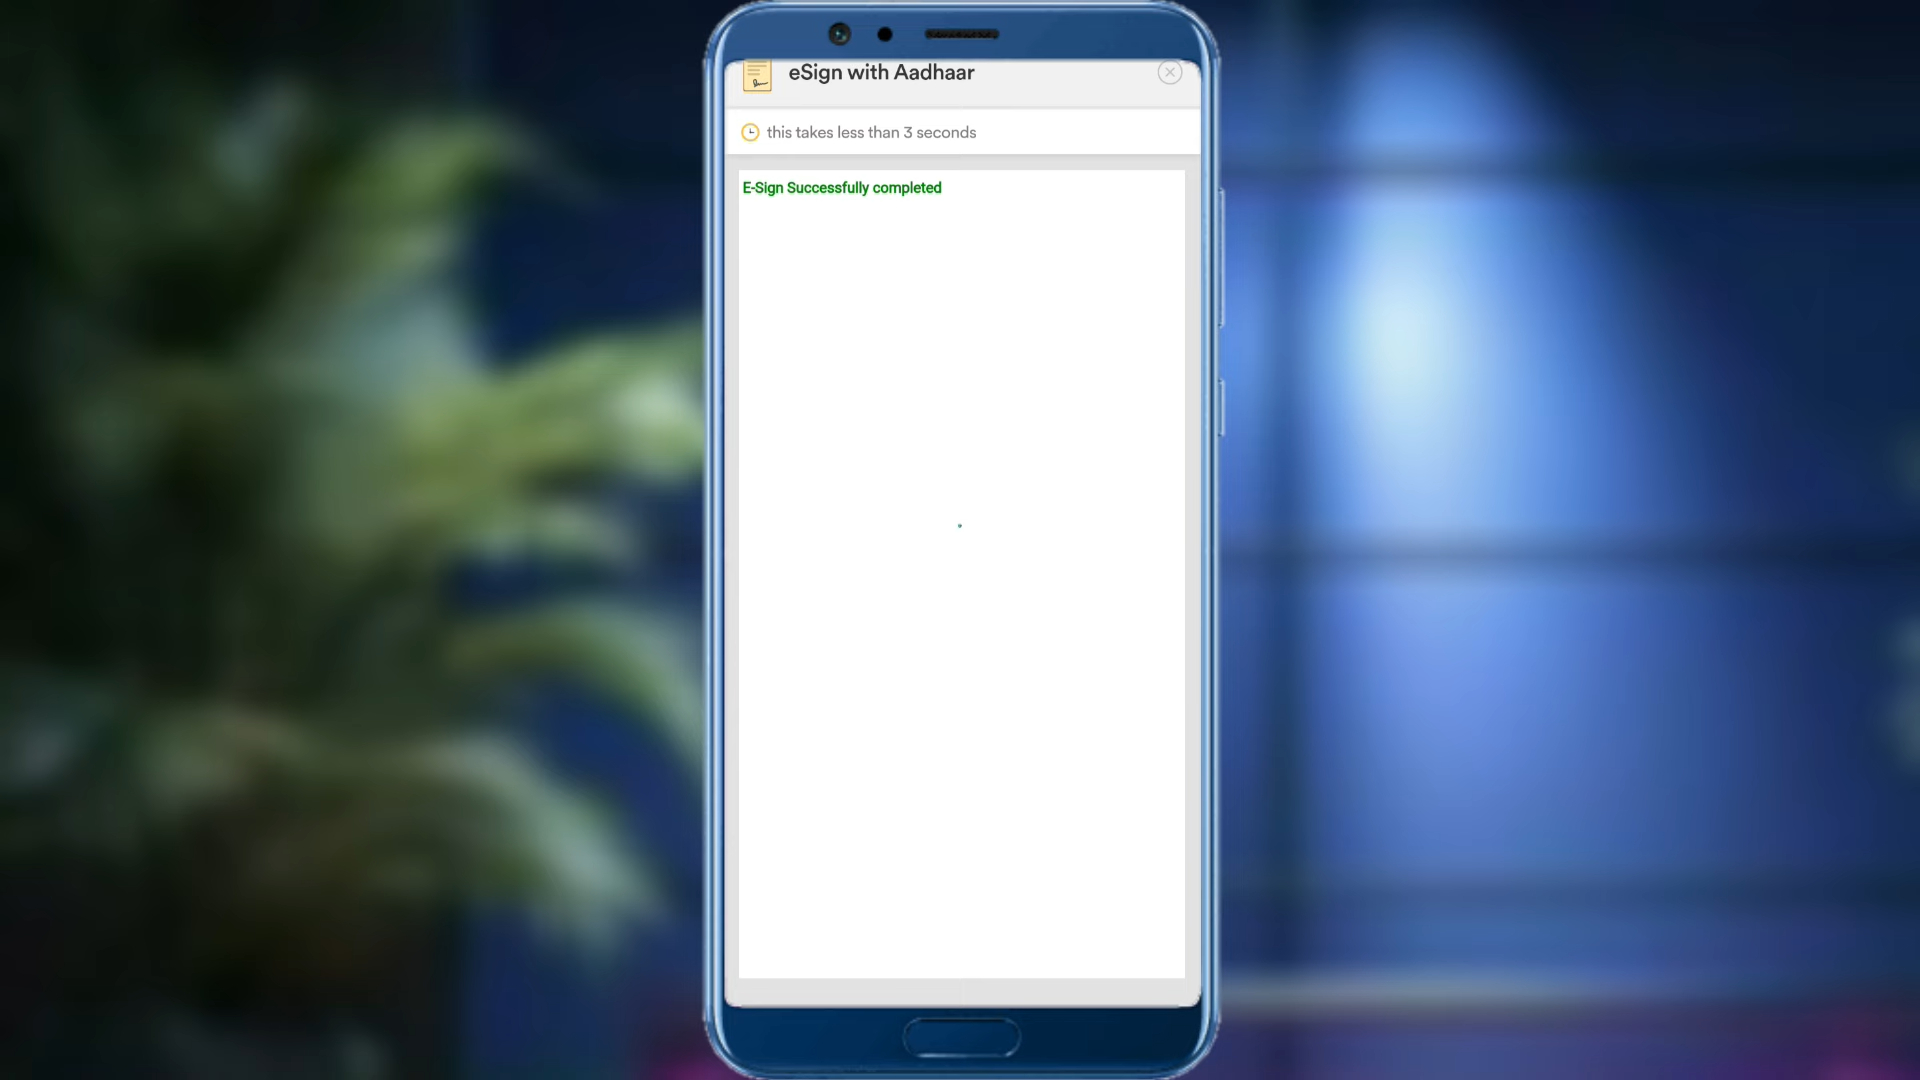 eSign with Aadhaar
this takes less than 3 seconds
E-Sign Successfully completed